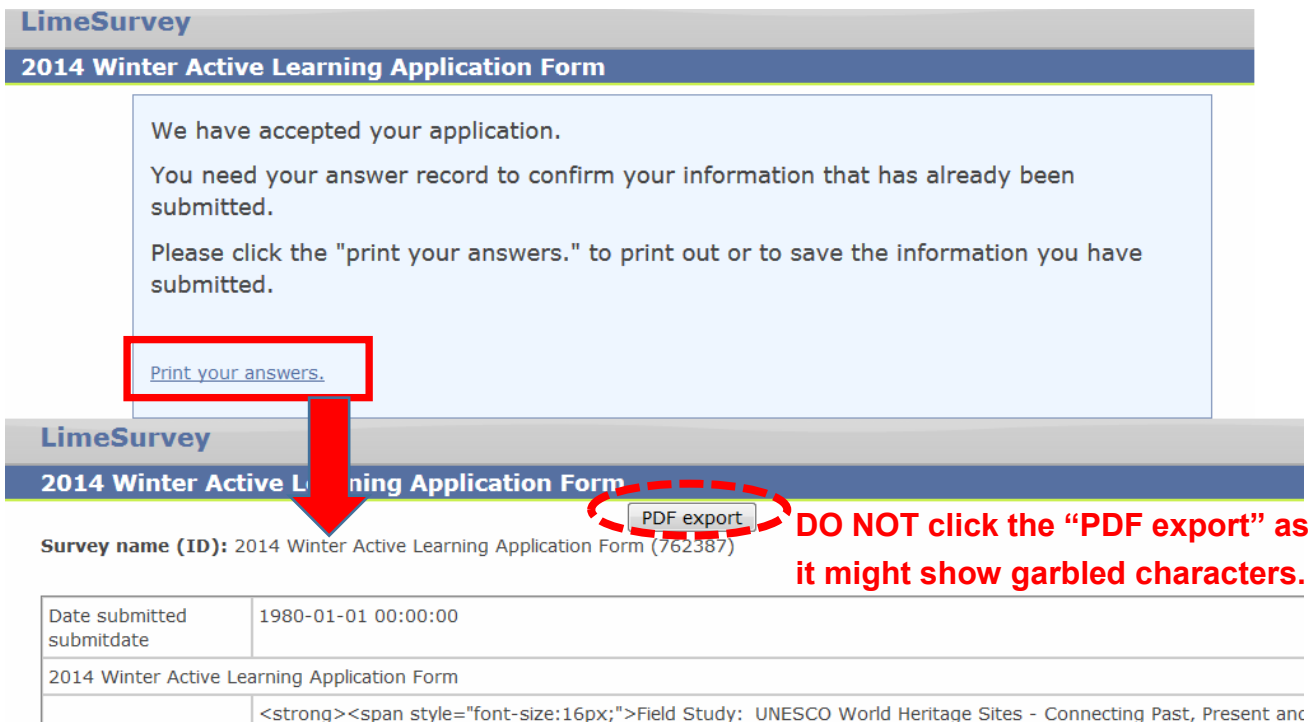 LimeSurvey
2014 Winter Active Learning Application Form
We have accepted your application.
You need your answer record to confirm your information that has already been
submitted.
Please click the "print your answers." to print out or to save the information you have
submitted.
Print your answers.
LimeSurvey
2014 Winter Active L ning Application Form
PDF export
DO NOT click the “PDF export” as
it might show garbled characters.
Survey name (ID): 2014 Winter Active Learning Application Form (762387)
Date submitted
submitdate
1980-01-01 00:00:00
2014 Winter Active Learning Application Form
<strong><span style="font-size:16px;">Field Study: UNESCO World Heritage Sites - Connecting Past, Present and